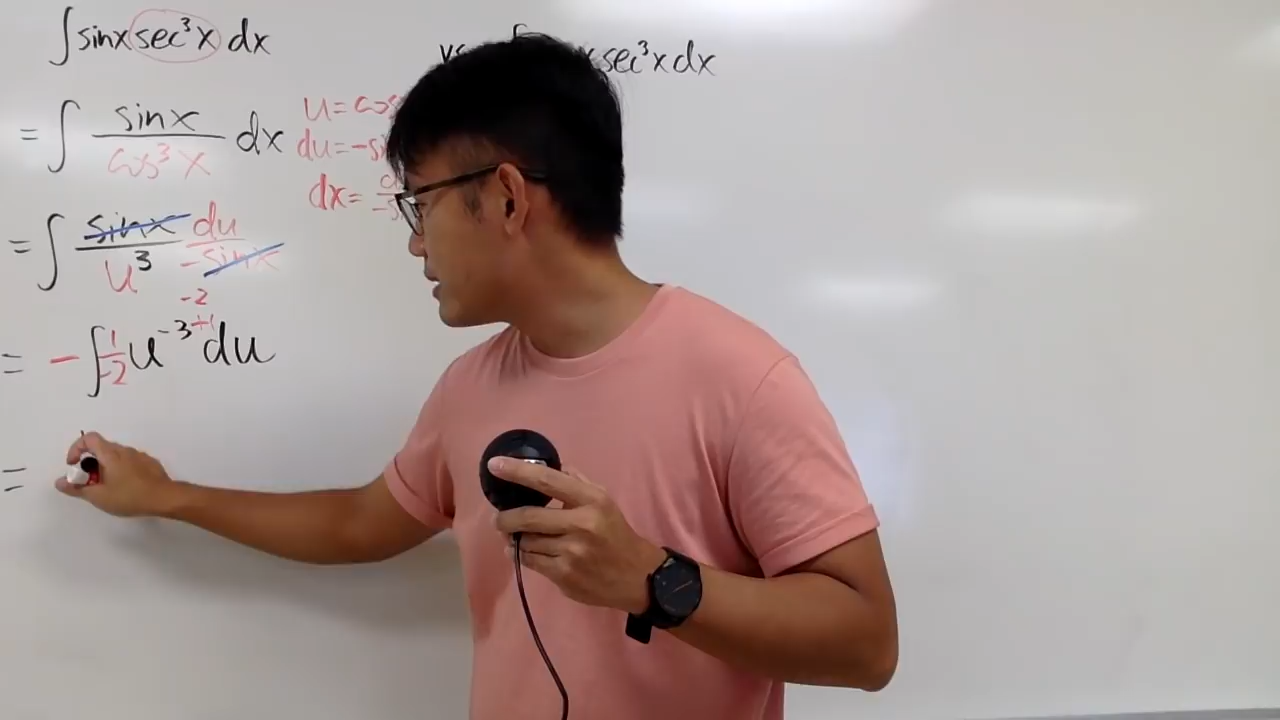 ∫ sinx sec³x dx
= ∫ sinx / cos³x dx
= ∫ sinx / u³ du / -sinx
= - ∫ 1/-2 u^-3+1 du
-2
=
u = cos
du = -si
dx =
sec³x dx